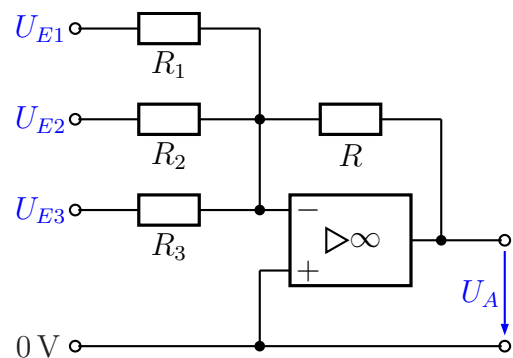 U_E1
R_1
U_E2
R_2
R
U_E3
R_3
− ▷∞
+
U_A
0 V